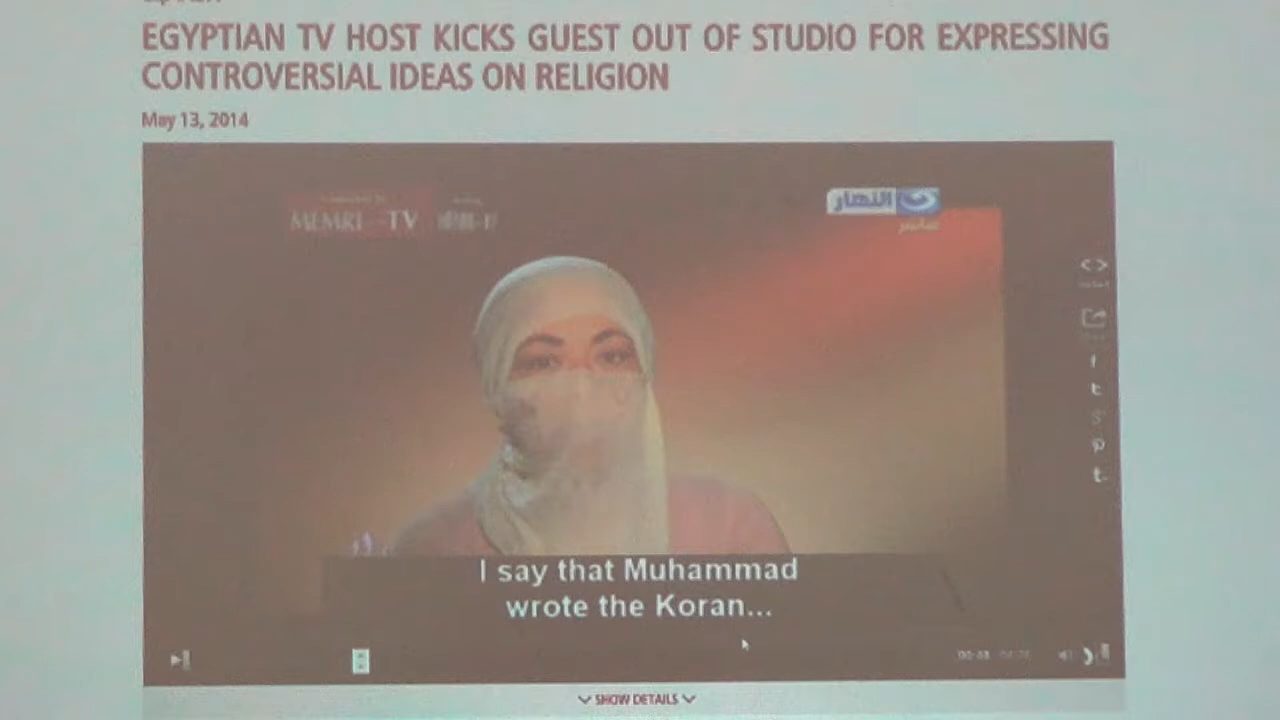 EGYPTIAN TV HOST KICKS GUEST OUT OF STUDIO FOR EXPRESSING
CONTROVERSIAL IDEAS ON RELIGION
May 13, 2014
MEMRI TV
النهار
مباشر
I say that Muhammad
wrote the Koran...
SHOW DETAILS